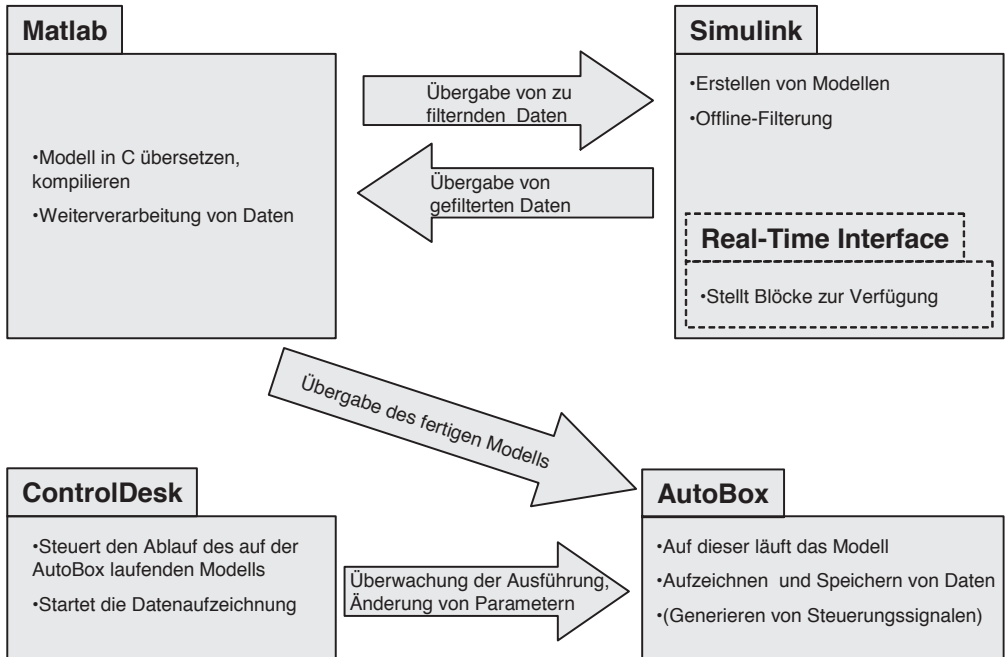 Matlab
•Modell in C übersetzen,
kompilieren
•Weiterverarbeitung von Daten
Übergabe von zu
filternden Daten
Übergabe von
gefilterten Daten
Simulink
•Erstellen von Modellen
•Offline-Filterung
Real-Time Interface
•Stellt Blöcke zur Verfügung
Übergabe des fertigen Modells
ControlDesk
•Steuert den Ablauf des auf der
AutoBox laufenden Modells
•Startet die Datenaufzeichnung
Überwachung der Ausführung,
Änderung von Parametern
AutoBox
•Auf dieser läuft das Modell
•Aufzeichnen und Speichern von Daten
•(Generieren von Steuerungssignalen)